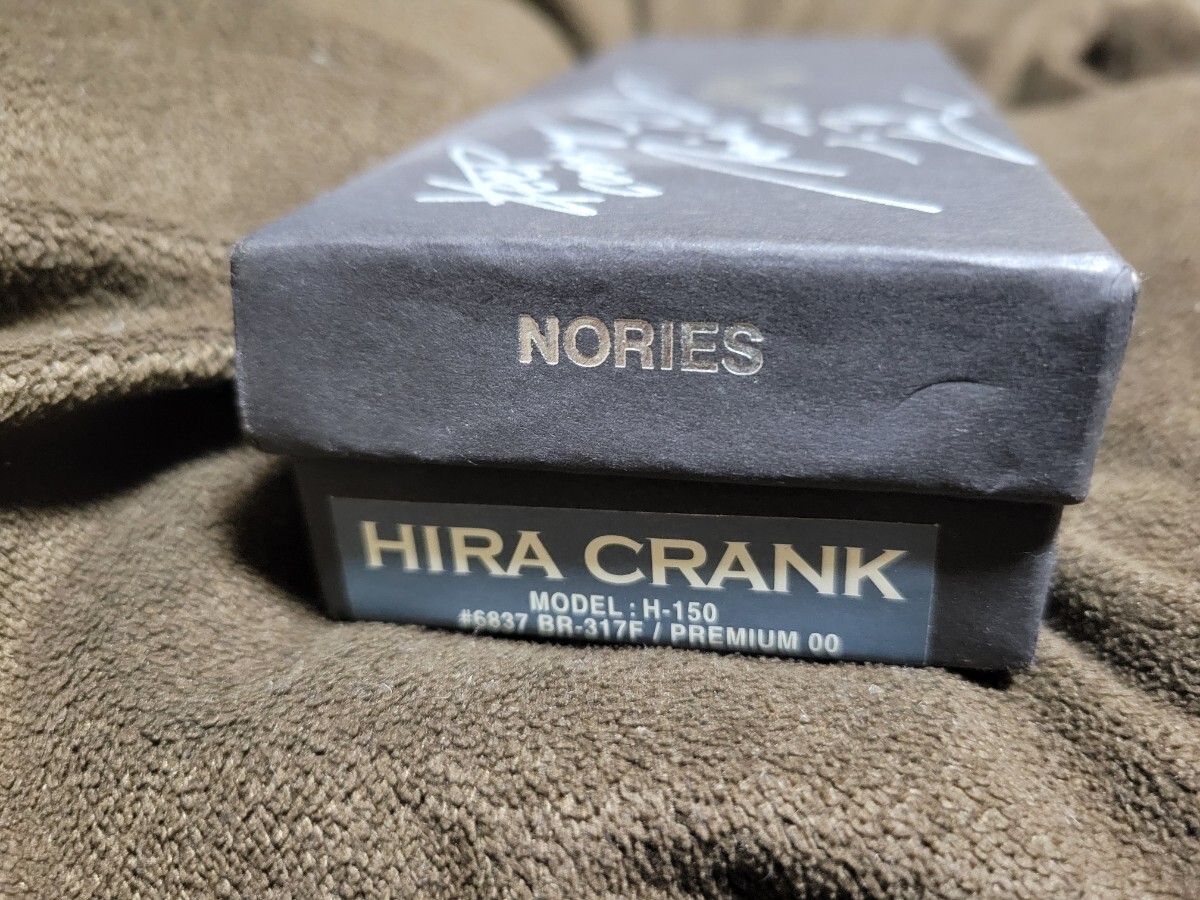 NORIES
HIRA CRANK
MODEL : H-150
#6837 BR-317F / PREMIUM 00